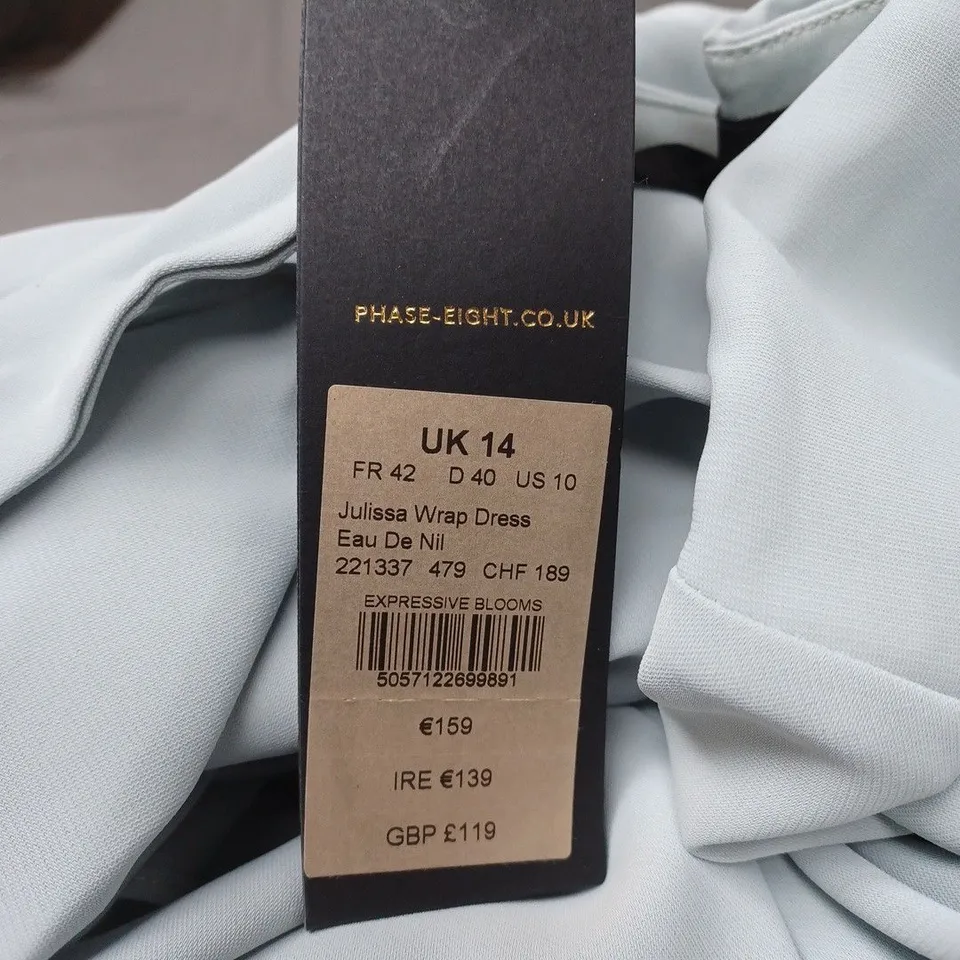 PHASE-EIGHT.CO.UK
UK 14
FR 42 D 40 US 10
Julissa Wrap Dress
Eau De Nil
221337 479 CHF 189
EXPRESSIVE BLOOMS
5057122699891
€159
IRE €139
GBP £119